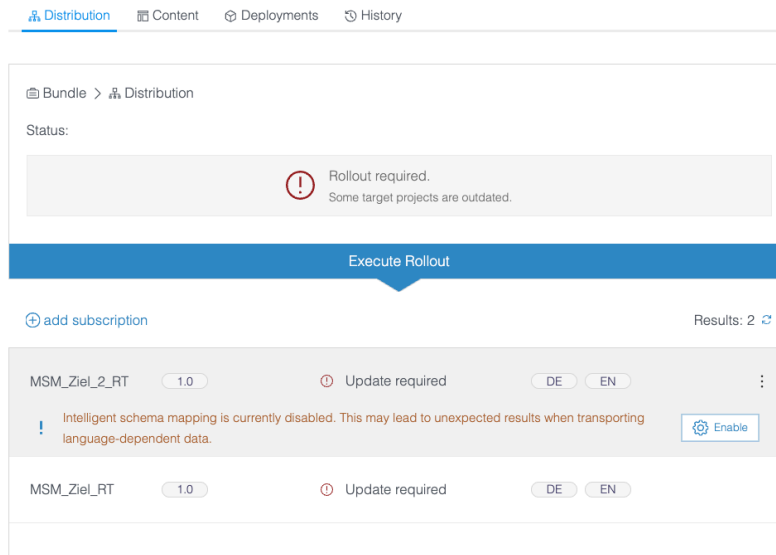 Distribution Content Deployments History
Bundle > Distribution
Status:
Rollout required.
Some target projects are outdated.
Execute Rollout
add subscription Results: 2
MSM_Ziel_2_RT 1.0 Update required DE EN
Intelligent schema mapping is currently disabled. This may lead to unexpected results when transporting
language-dependent data.
Enable
MSM_Ziel_RT 1.0 Update required DE EN